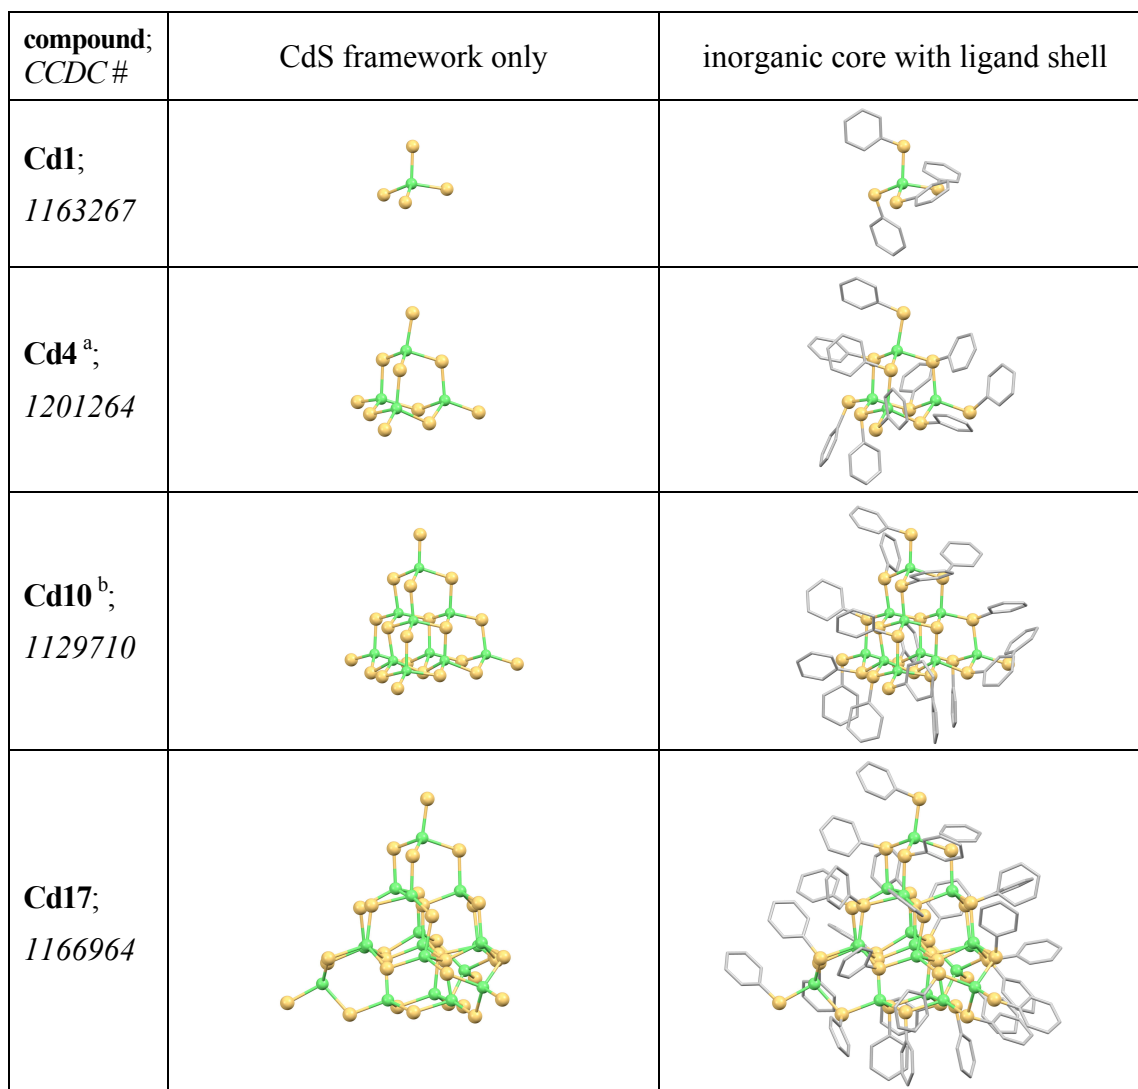 compound;
CCDC #
CdS framework only
inorganic core with ligand shell
Cd1;
1163267
Cd4 a;
1201264
Cd10 b;
1129710
Cd17;
1166964